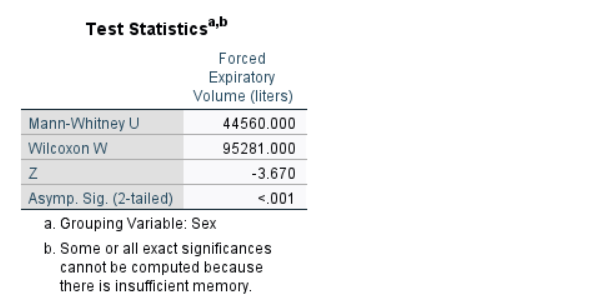 Test Statistics^a,b
Forced
Expiratory
Volume (liters)
Mann-Whitney U 44560.000
Wilcoxon W 95281.000
Z -3.670
Asymp. Sig. (2-tailed) <.001
a. Grouping Variable: Sex
b. Some or all exact significances
cannot be computed because
there is insufficient memory.